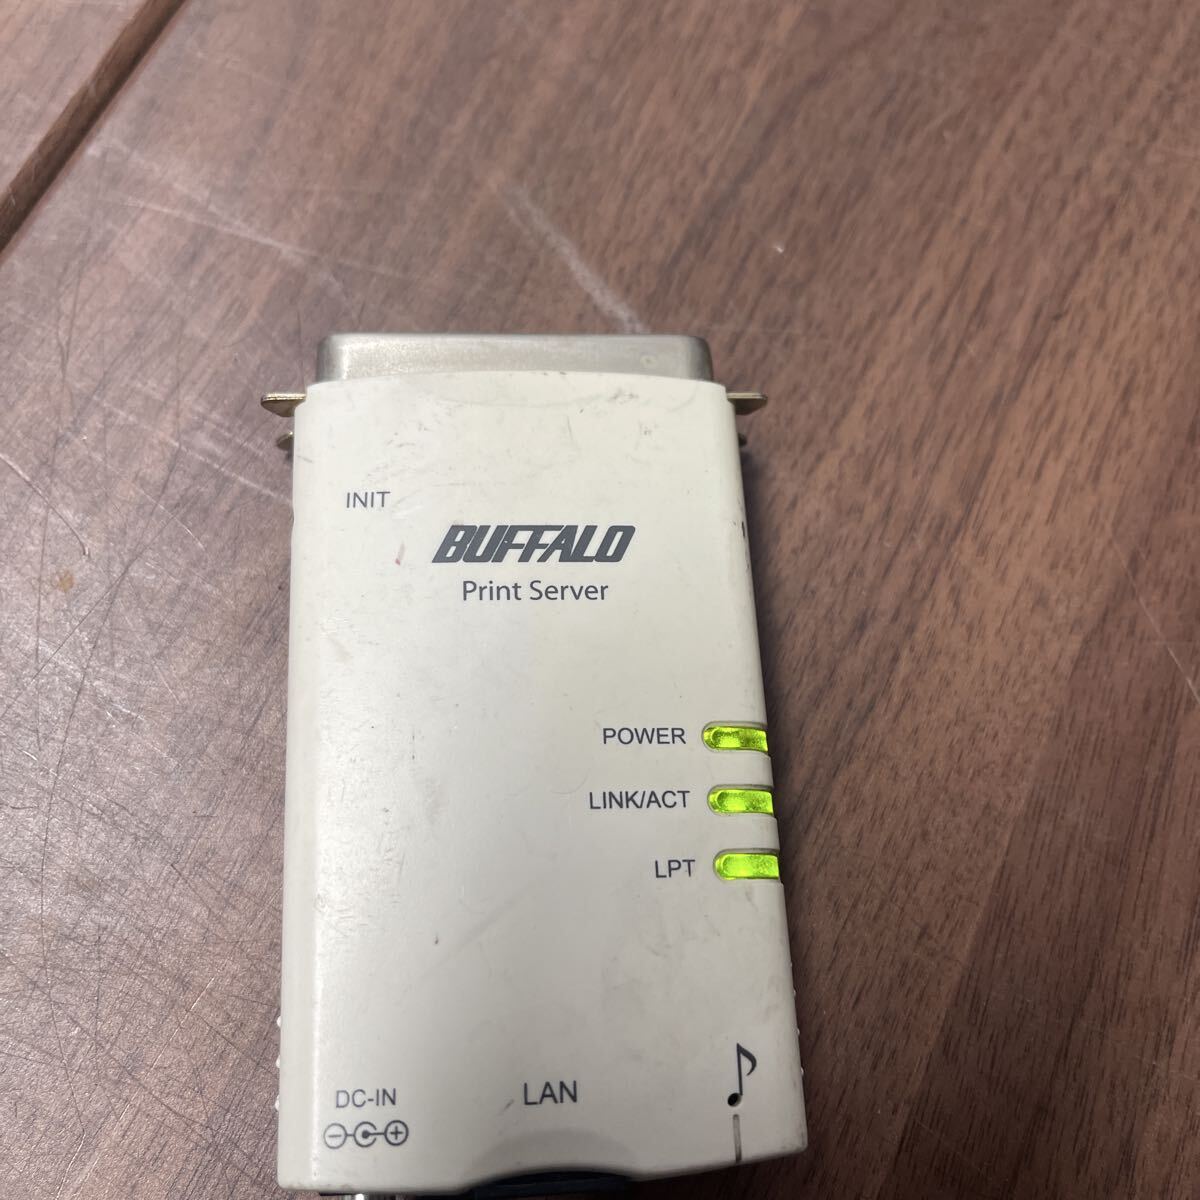 INIT
BUFFALO
Print Server
POWER
LINK/ACT
LPT
DC-IN
LAN